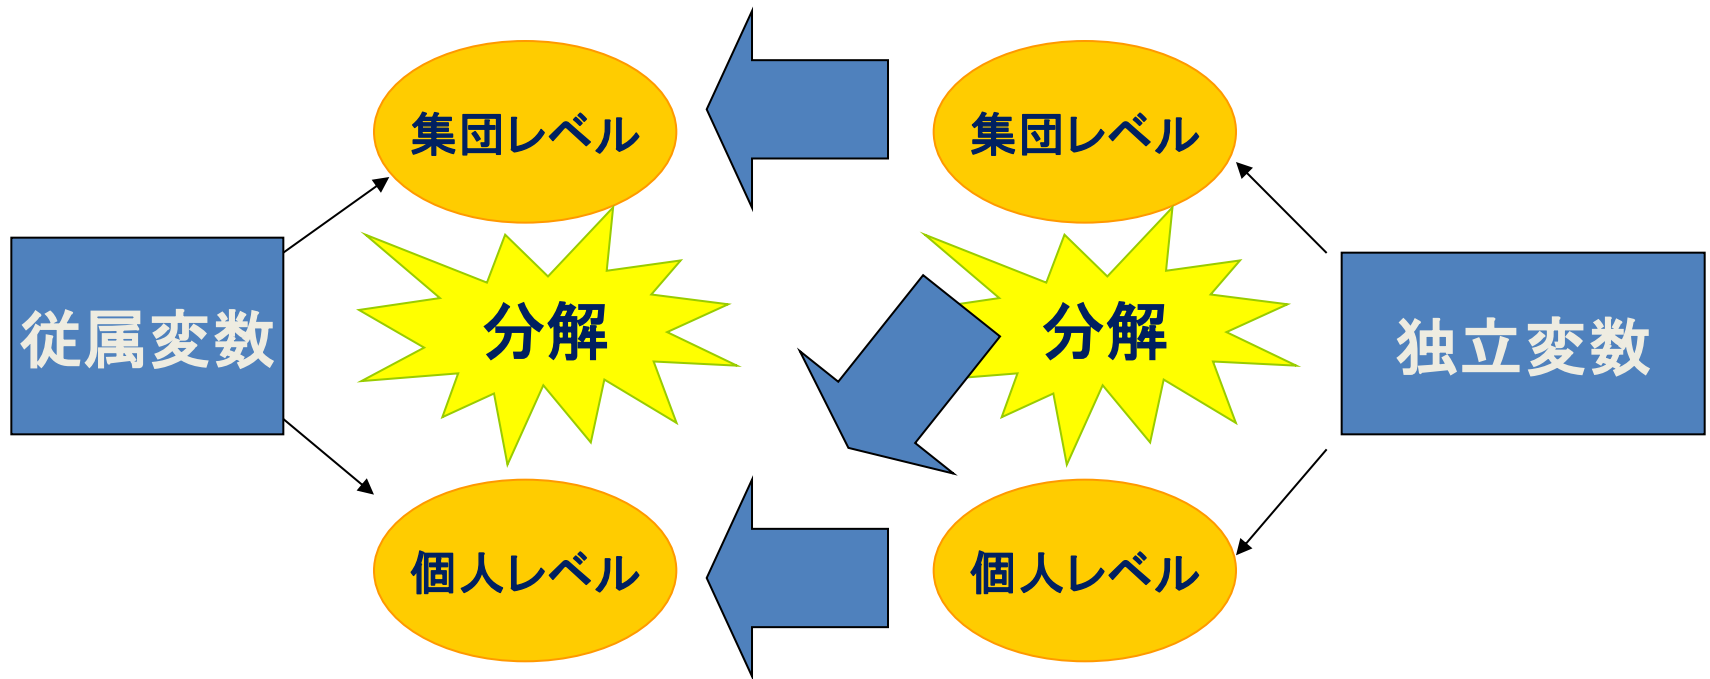 集団レベル
集団レベル
従属変数
分解
分解
独立変数
個人レベル
個人レベル